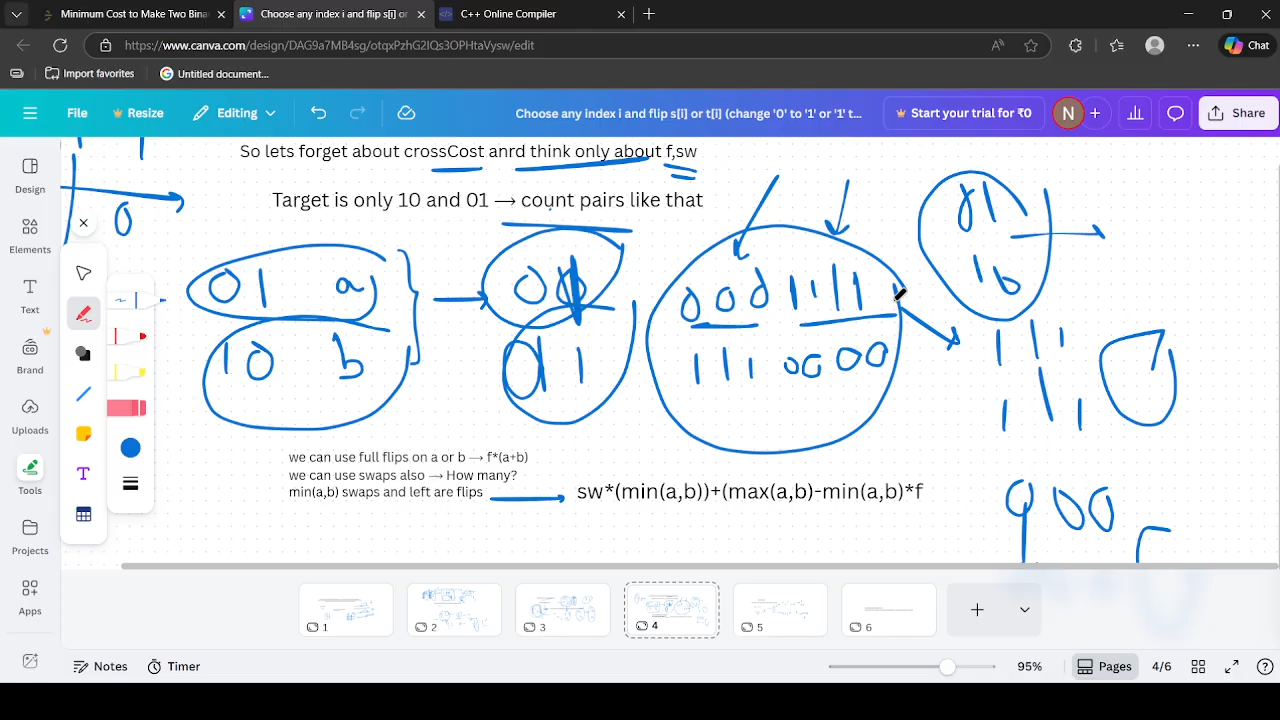 Minimum Cost to Make Two Bina
Choose any index i and flip s[i] or
C++ Online Compiler
https://www.canva.com/design/DAG9a7MB4sg/otqxPzhG2IQs3OPHtaVysw/edit
Chat
Import favorites
Untitled document...
File
Resize
Editing
Choose any index i and flip s[i] or t[i] (change '0' to '1' or '1' t...
Start your trial for ₹0
N
Share
Design
Elements
Text
Brand
Uploads
Tools
Projects
Apps
So lets forget about crossCost anrd think only about f,sw
Target is only 10 and 01 → count pairs like that
0
01 a
10 b
00
01
0001111
1110000
01
10
111
111
we can use full flips on a or b → f*(a+b)
we can use swaps also → How many?
min(a,b) swaps and left are flips
sw*(min(a,b))+(max(a,b)-min(a,b)*f
00
1
2
3
4
5
6
Notes
Timer
95%
Pages
4/6